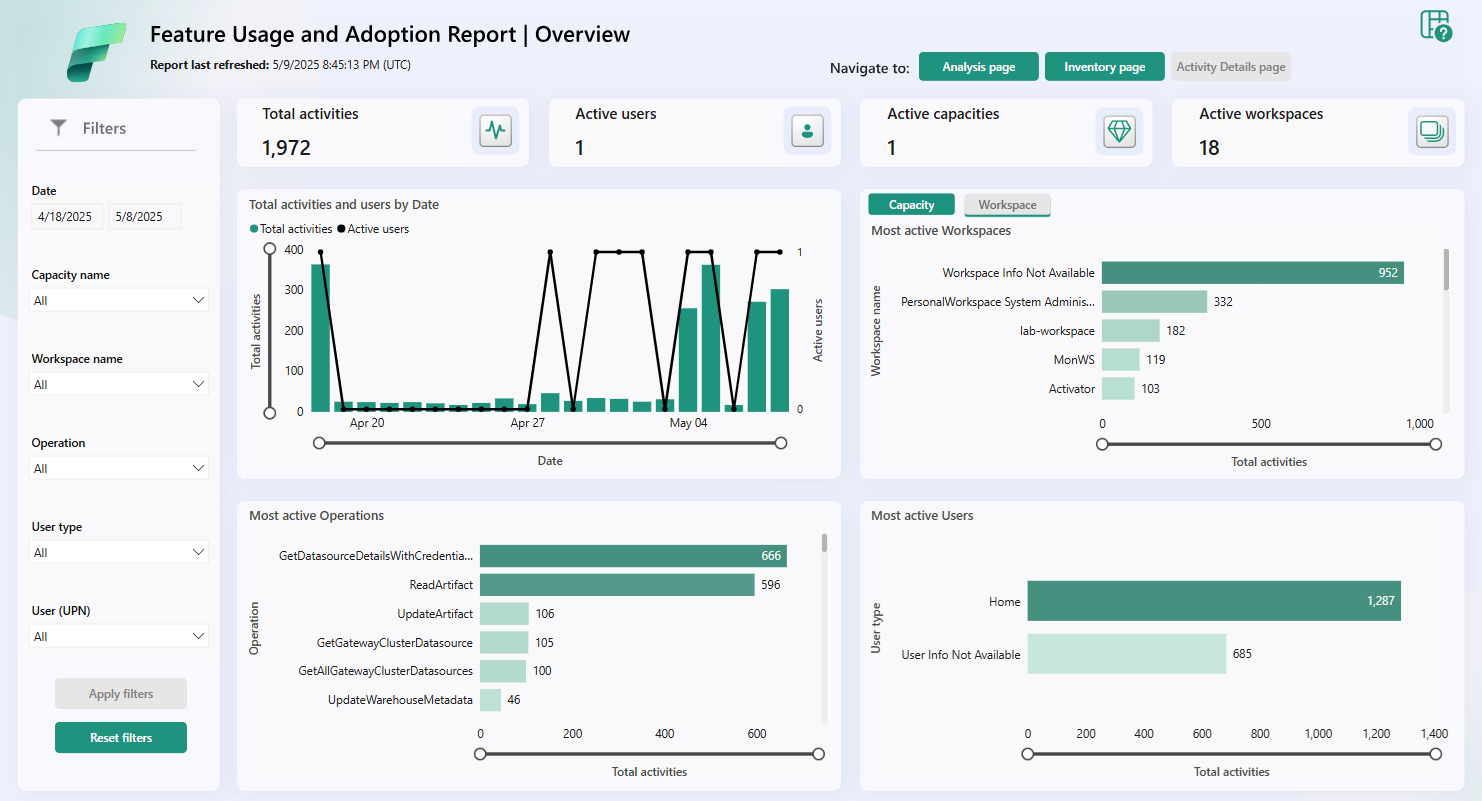 Feature Usage and Adoption Report | Overview
Report last refreshed: 5/9/2025 8:45:13 PM (UTC)
Navigate to:
Analysis page
Inventory page
Activity Details page
Filters
Date
4/18/2025
5/8/2025
Capacity name
All
Workspace name
All
Operation
All
User type
All
User (UPN)
All
Apply filters
Reset filters
Total activities
1,972
Active users
1
Active capacities
1
Active workspaces
18
Total activities and users by Date
Total activities
Active users
Total activities
400
300
200
100
0
1
0
Active users
Apr 20
Apr 27
May 04
Date
Capacity
Workspace
Most active Workspaces
Workspace name
Workspace Info Not Available 952
PersonalWorkspace System Adminis... 332
lab-workspace 182
MonWS 119
Activator 103
0 500 1,000
Total activities
Most active Operations
Operation
GetDatasourceDetailsWithCredentia... 666
ReadArtifact 596
UpdateArtifact 106
GetGatewayClusterDatasource 105
GetAllGatewayClusterDatasources 100
UpdateWarehouseMetadata 46
0 200 400 600
Total activities
Most active Users
User type
Home 1,287
User Info Not Available 685
0 200 400 600 800 1,000 1,200 1,400
Total activities